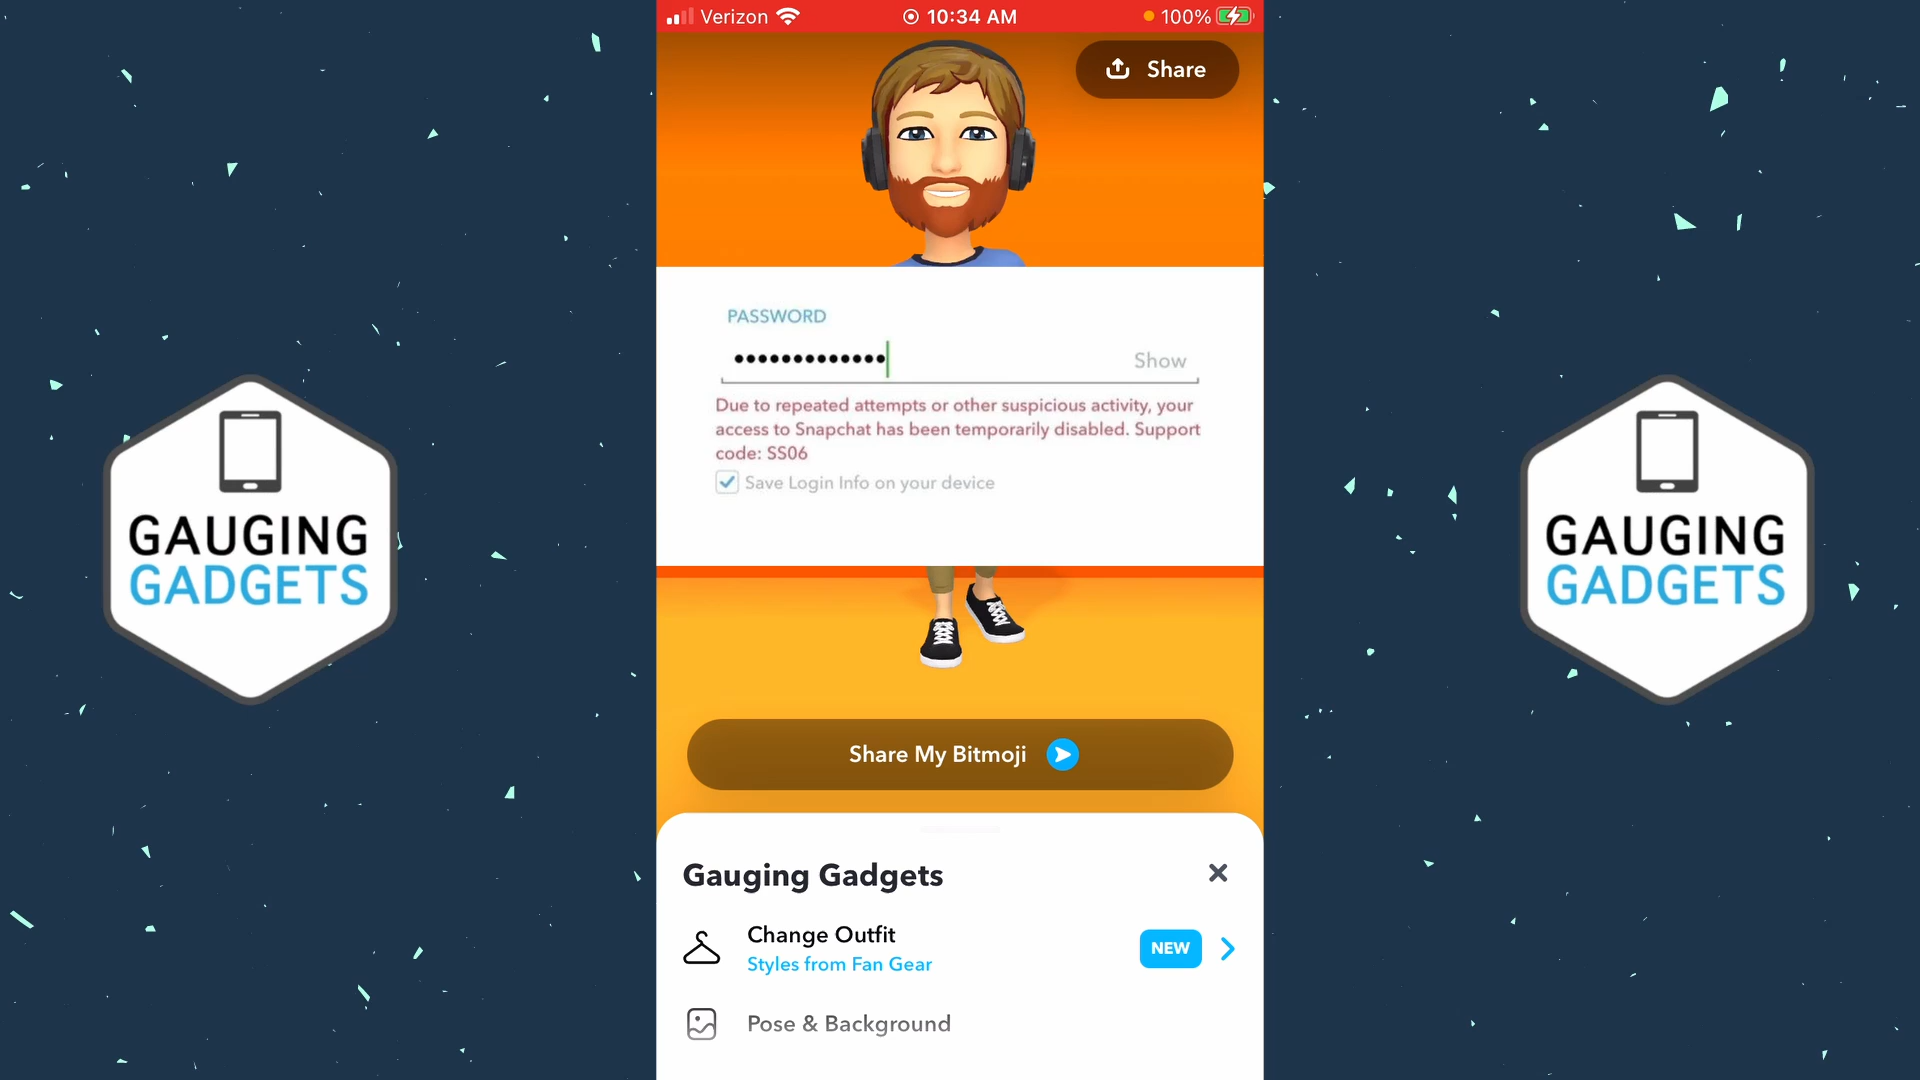 Verizon
10:34 AM
100%
Share
PASSWORD
•••••••••••••
Show
Due to repeated attempts or other suspicious activity, your
access to Snapchat has been temporarily disabled. Support
code: SS06
Save Login Info on your device
GAUGING
GADGETS
GAUGING
GADGETS
Share My Bitmoji
Gauging Gadgets
Change Outfit
Styles from Fan Gear
NEW
Pose & Background